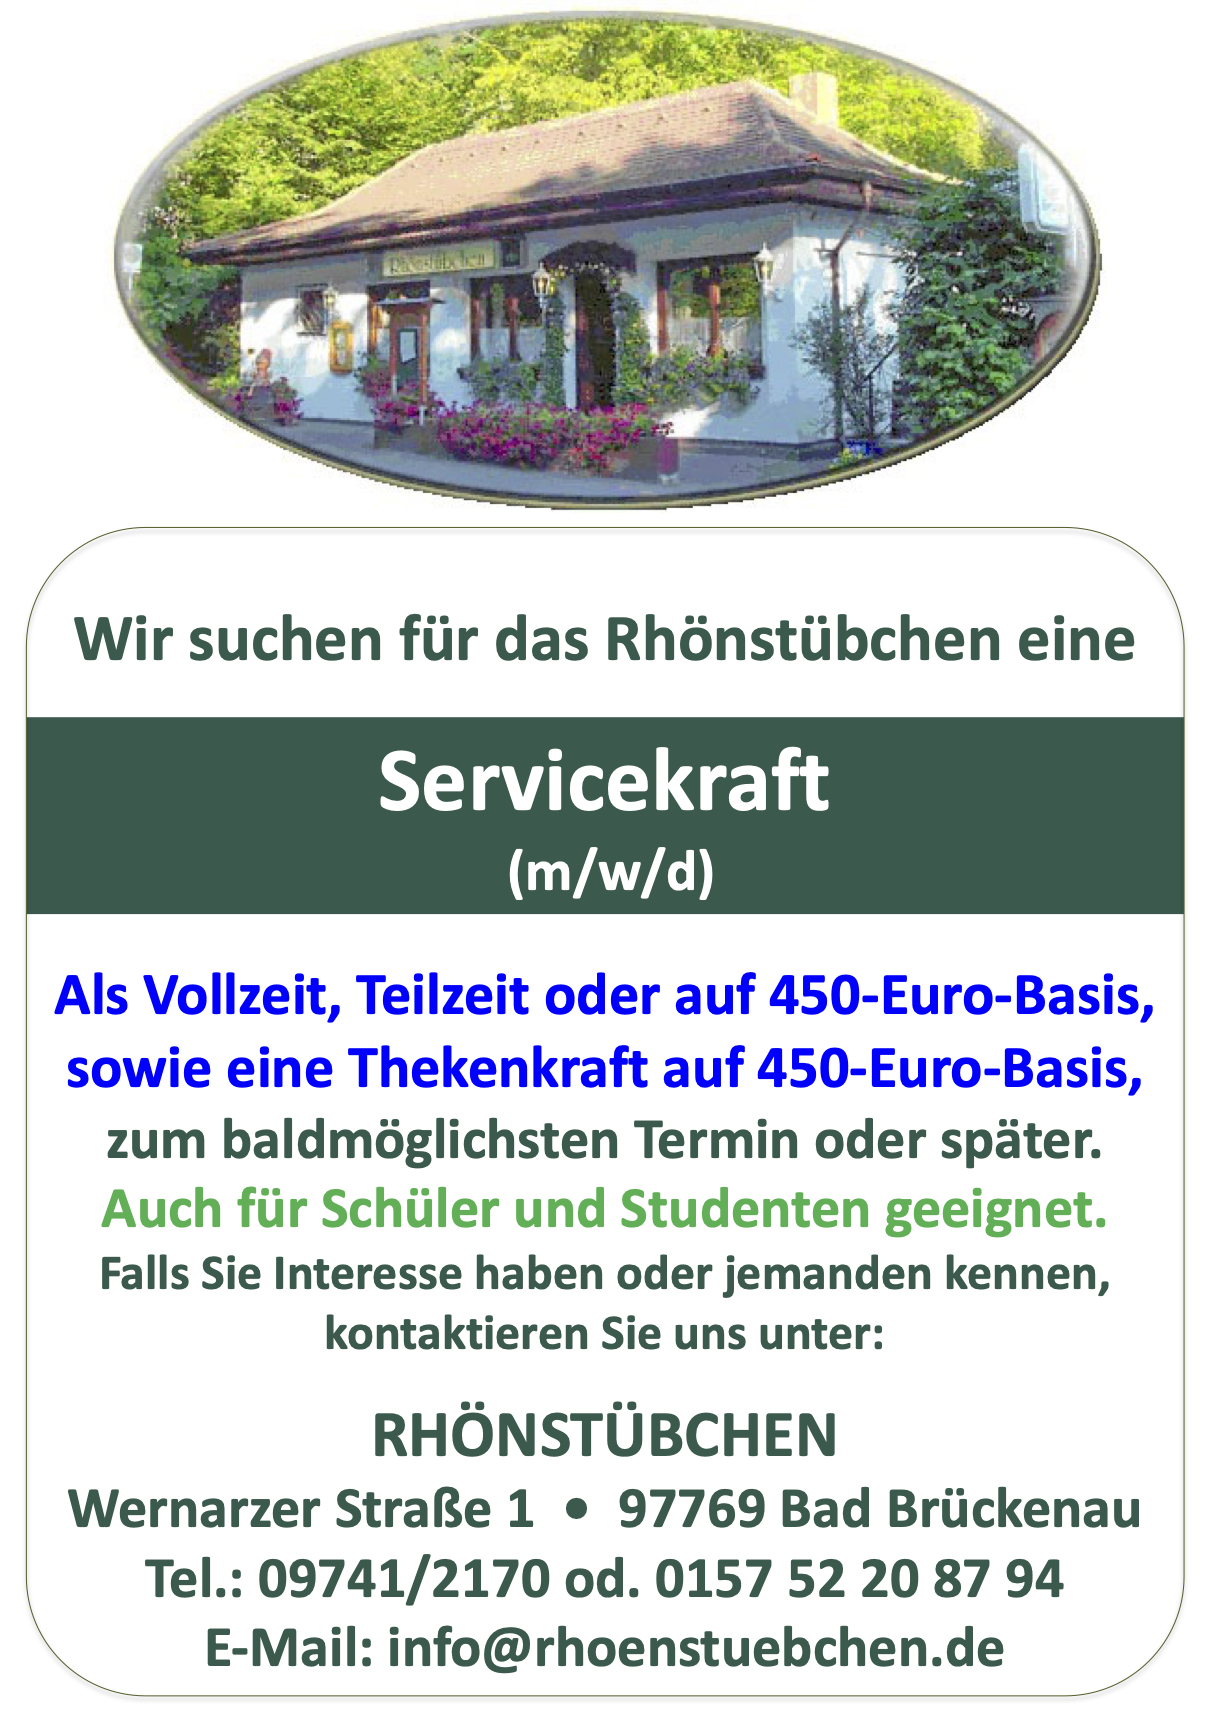 Rhönstübchen
Wir suchen für das Rhönstübchen eine
Servicekraft
(m/w/d)
Als Vollzeit, Teilzeit oder auf 450-Euro-Basis,
sowie eine Thekenkraft auf 450-Euro-Basis,
zum baldmöglichsten Termin oder später.
Auch für Schüler und Studenten geeignet.
Falls Sie Interesse haben oder jemanden kennen,
kontaktieren Sie uns unter:
RHÖNSTÜBCHEN
Wernarzer Straße 1 • 97769 Bad Brückenau
Tel.: 09741/2170 od. 0157 52 20 87 94
E-Mail: info@rhoenstuebchen.de